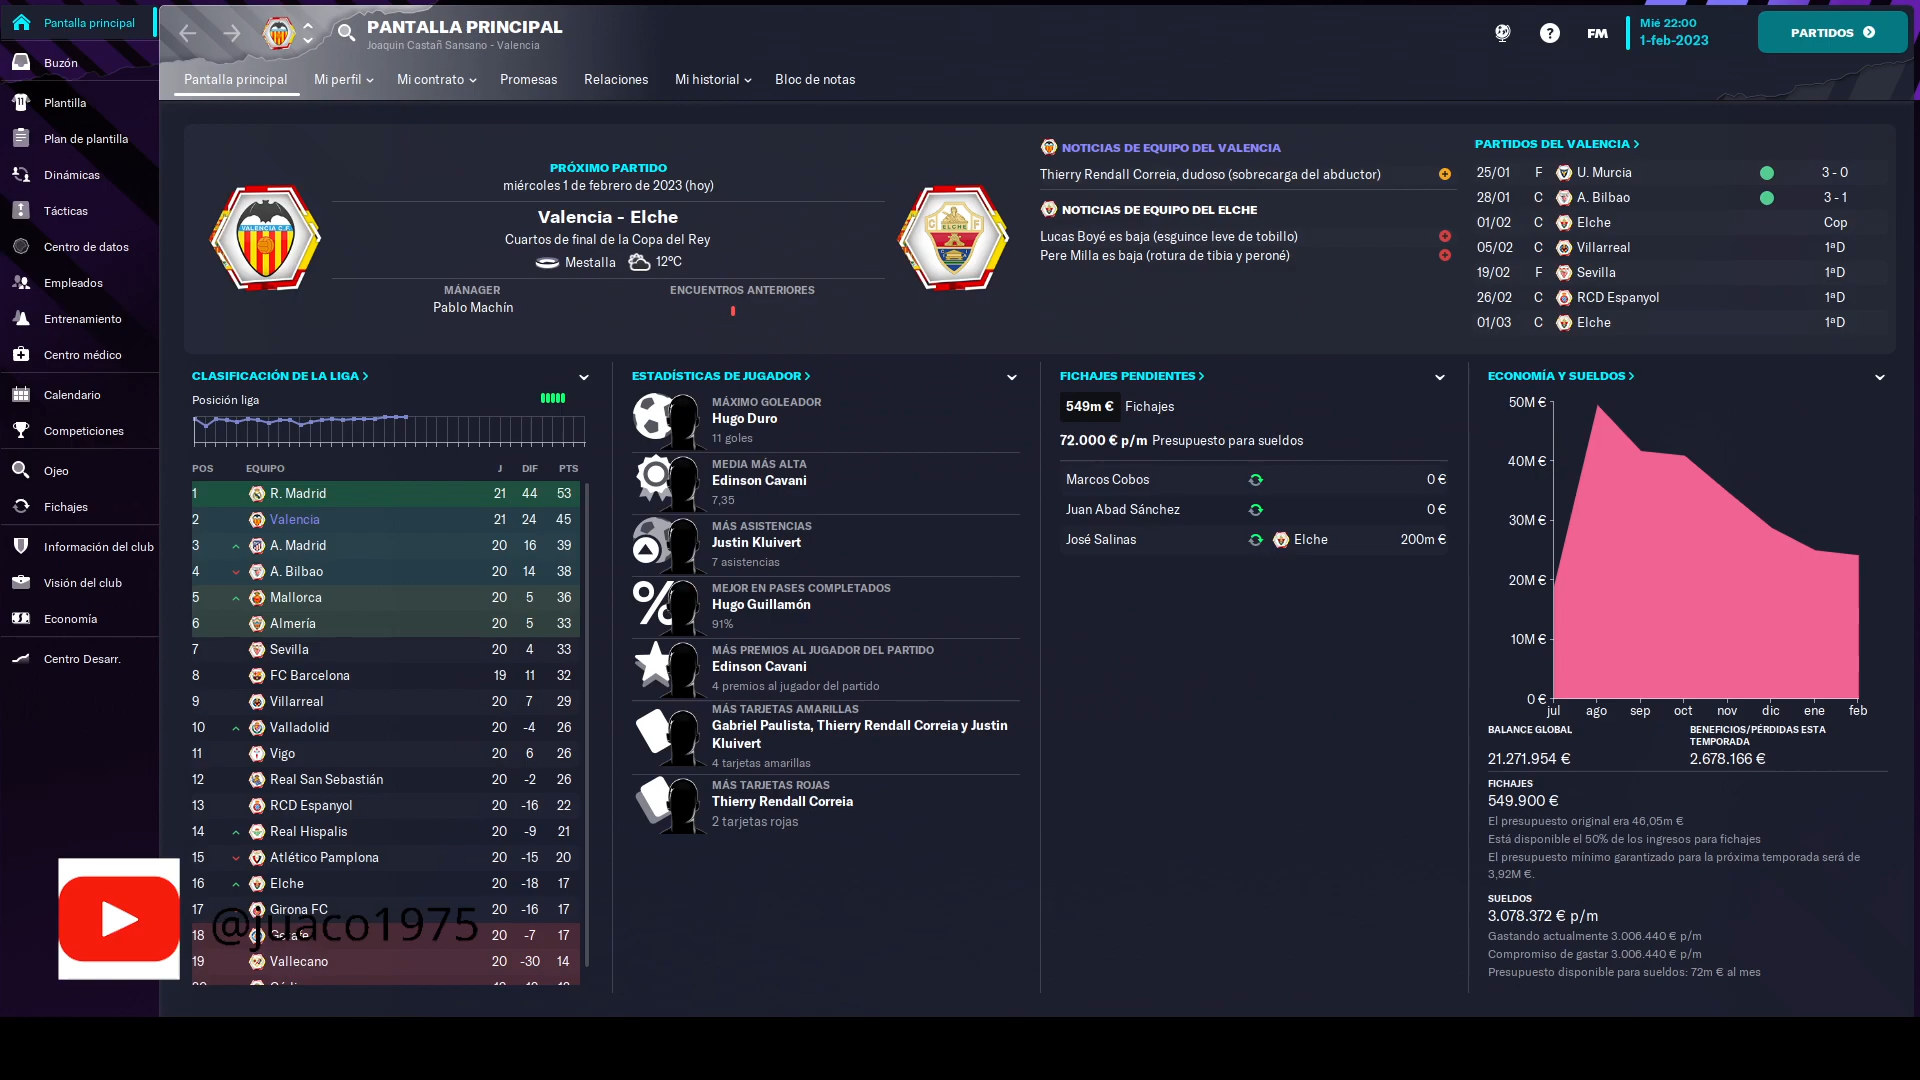 Pantalla principal
Buzón
Plantilla
Plan de plantilla
Dinámicas
Tácticas
Centro de datos
Empleados
Entrenamiento
Centro médico
Calendario
Competiciones
Ojeo
Fichajes
Información del club
Visión del club
Economía
Centro Desarr.
PANTALLA PRINCIPAL
Joaquin Castañ Sansano - Valencia
FM
Mié 22:00
1-feb-2023
PARTIDOS
Pantalla principal Mi perfil Mi contrato Promesas Relaciones Mi historial Bloc de notas
PRÓXIMO PARTIDO
miércoles 1 de febrero de 2023 (hoy)
Valencia - Elche
Cuartos de final de la Copa del Rey
Mestalla 12ºC
MÁNAGER
Pablo Machín
ENCUENTROS ANTERIORES
NOTICIAS DE EQUIPO DEL VALENCIA
Thierry Rendall Correia, dudoso (sobrecarga del abductor)
NOTICIAS DE EQUIPO DEL ELCHE
Lucas Boyé es baja (esguince leve de tobillo)
Pere Milla es baja (rotura de tibia y peroné)
PARTIDOS DEL VALENCIA
25/01 F U. Murcia 3 - 0
28/01 C A. Bilbao 3 - 1
01/02 C Elche Cop
05/02 C Villarreal 1ªD
19/02 F Sevilla 1ªD
26/02 C RCD Espanyol 1ªD
01/03 C Elche 1ªD
CLASIFICACIÓN DE LA LIGA
Posición liga
POS EQUIPO J DIF PTS
1 R. Madrid 21 44 53
2 Valencia 21 24 45
3 A. Madrid 20 16 39
4 A. Bilbao 20 14 38
5 Mallorca 20 5 36
6 Almería 20 5 33
7 Sevilla 20 4 33
8 FC Barcelona 19 11 32
9 Villarreal 20 7 29
10 Valladolid 20 -4 26
11 Vigo 20 6 26
12 Real San Sebastián 20 -2 26
13 RCD Espanyol 20 -16 22
14 Real Hispalis 20 -9 21
15 Atlético Pamplona 20 -15 20
16 Elche 20 -18 17
17 Girona FC 20 -16 17
18 Getafe 20 -7 17
19 Vallecano 20 -30 14
@juaco1975
ESTADÍSTICAS DE JUGADOR
MÁXIMO GOLEADOR
Hugo Duro
11 goles
MEDIA MÁS ALTA
Edinson Cavani
7,35
MÁS ASISTENCIAS
Justin Kluivert
7 asistencias
MEJOR EN PASES COMPLETADOS
Hugo Guillamón
91%
MÁS PREMIOS AL JUGADOR DEL PARTIDO
Edinson Cavani
4 premios al jugador del partido
MÁS TARJETAS AMARILLAS
Gabriel Paulista, Thierry Rendall Correia y Justin
Kluivert
4 tarjetas amarillas
MÁS TARJETAS ROJAS
Thierry Rendall Correia
2 tarjetas rojas
FICHAJES PENDIENTES
549m € Fichajes
72.000 € p/m Presupuesto para sueldos
Marcos Cobos 0 €
Juan Abad Sánchez 0 €
José Salinas Elche 200m €
ECONOMÍA Y SUELDOS
50M €
40M €
30M €
20M €
10M €
0 €
jul ago sep oct nov dic ene feb
BALANCE GLOBAL
21.271.954 €
BENEFICIOS/PÉRDIDAS ESTA
TEMPORADA
2.678.166 €
FICHAJES
549.900 €
El presupuesto original era 46,05m €
Está disponible el 50% de los ingresos para fichajes
El presupuesto mínimo garantizado para la próxima temporada será de
3,92M €.
SUELDOS
3.078.372 € p/m
Gastando actualmente 3.006.440 € p/m
Compromiso de gastar 3.006.440 € p/m
Presupuesto disponible para sueldos: 72m € al mes